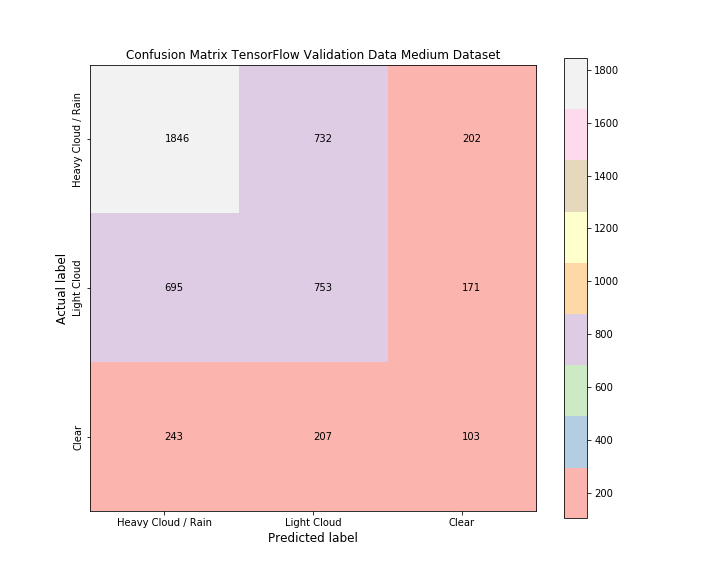 Confusion Matrix TensorFlow Validation Data Medium Dataset
Actual label
Heavy Cloud / Rain
1846 732 202
Light Cloud
695 753 171
Clear
243 207 103
Heavy Cloud / Rain Light Cloud Clear
Predicted label
1800
1600
1400
1200
1000
800
600
400
200